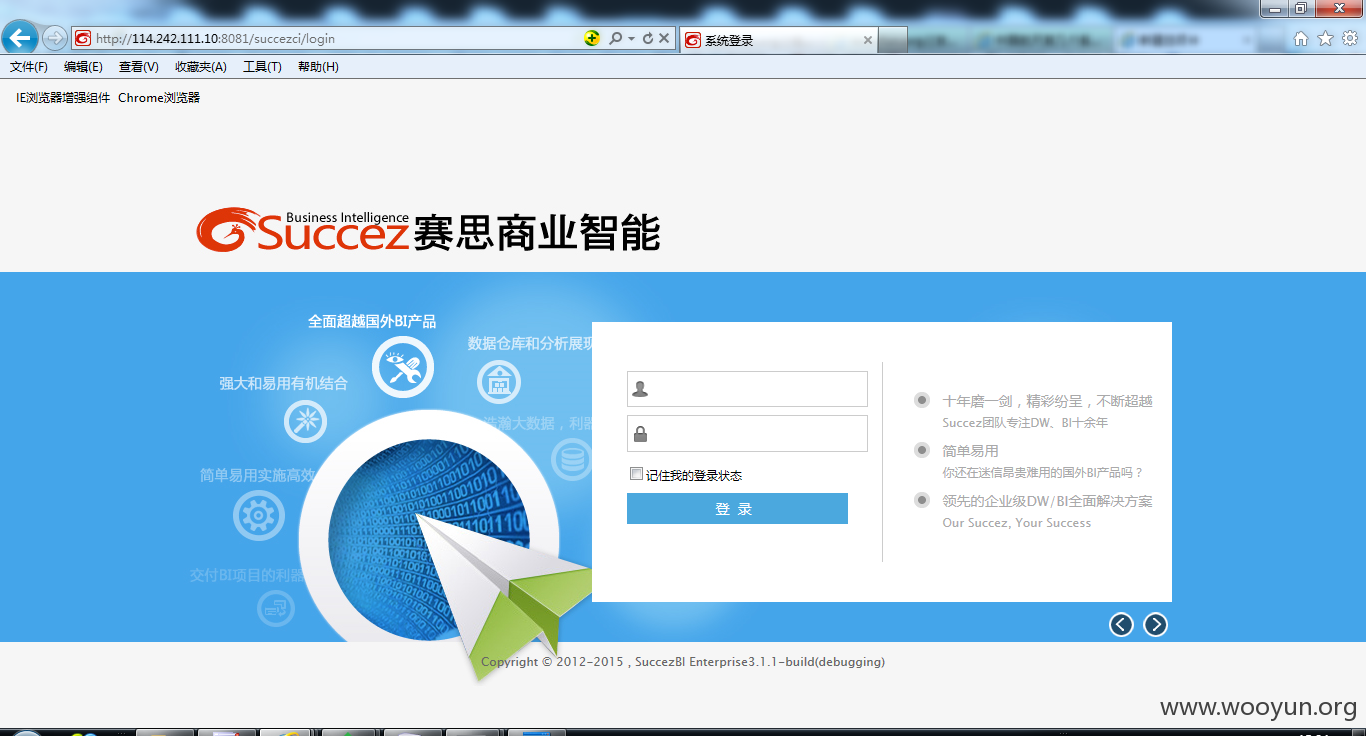 http://114.242.111.10:8081/succezci/login
系统登录
文件(F) 编辑(E) 查看(V) 收藏夹(A) 工具(T) 帮助(H)
IE浏览器增强组件 Chrome浏览器
Business Intelligence
Succez 赛思商业智能
全面超越国外BI产品
数据仓库和分析展现
强大和易用有机结合
浩瀚大数据，利器
简单易用实施高效
交付BI项目的利器
记住我的登录状态
登 录
十年磨一剑，精彩纷呈，不断超越
Succez团队专注DW、BI十余年
简单易用
你还在迷信昂贵难用的国外BI产品吗？
领先的企业级DW/BI全面解决方案
Our Succez, Your Success
Copyright © 2012-2015 , SuccezBI Enterprise3.1.1-build(debugging)
www.wooyun.org